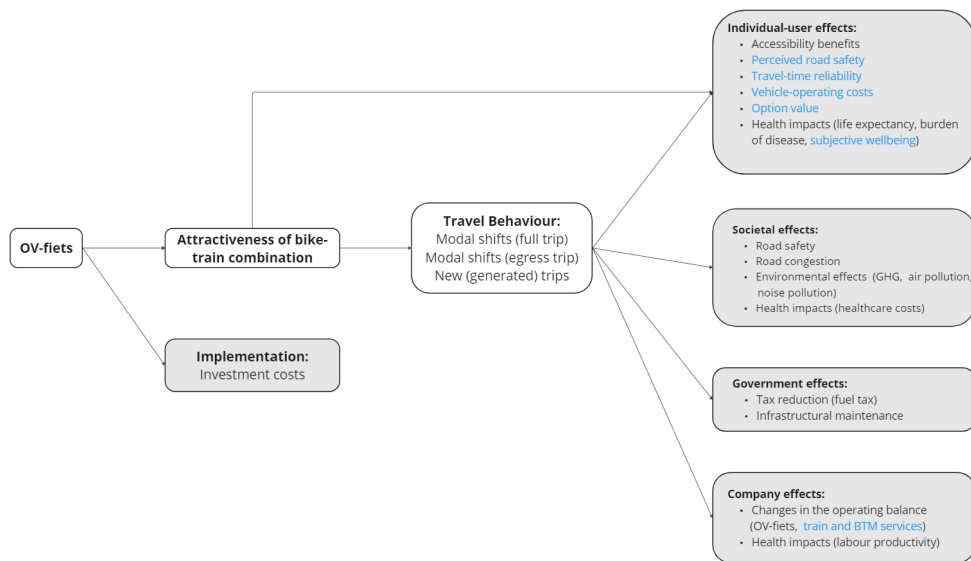 OV-fiets
Attractiveness of bike-
train combination
Implementation:
Investment costs
Travel Behaviour:
Modal shifts (full trip)
Modal shifts (egress trip)
New (generated) trips
Individual-user effects:
• Accessibility benefits
• Perceived road safety
• Travel-time reliability
• Vehicle-operating costs
• Option value
• Health impacts (life expectancy, burden
of disease, subjective wellbeing)
Societal effects:
• Road safety
• Road congestion
• Environmental effects (GHG, air pollution,
noise pollution)
• Health impacts (healthcare costs)
Government effects:
• Tax reduction (fuel tax)
• Infrastructural maintenance
Company effects:
• Changes in the operating balance
(OV-fiets, train and BTM services)
• Health impacts (labour productivity)